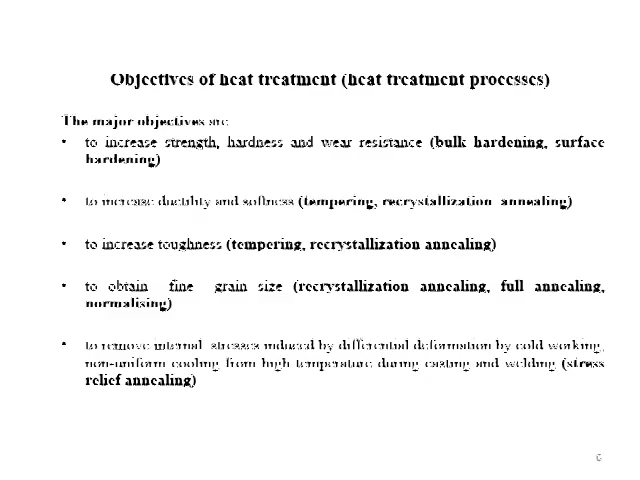 Objectives of heat treatment (heat treatment processes)
The major objectives are
• to increase strength, hardness and wear resistance (bulk hardening, surface
hardening)
• to increase ductility and softness (tempering, recrystallization annealing)
• to increase toughness (tempering, recrystallization annealing)
• to obtain fine grain size (recrystallization annealing, full annealing,
normalising)
• to remove internal stresses induced by differential deformation by cold working,
non-uniform cooling from high temperature during casting and welding (stress
relief annealing)
6